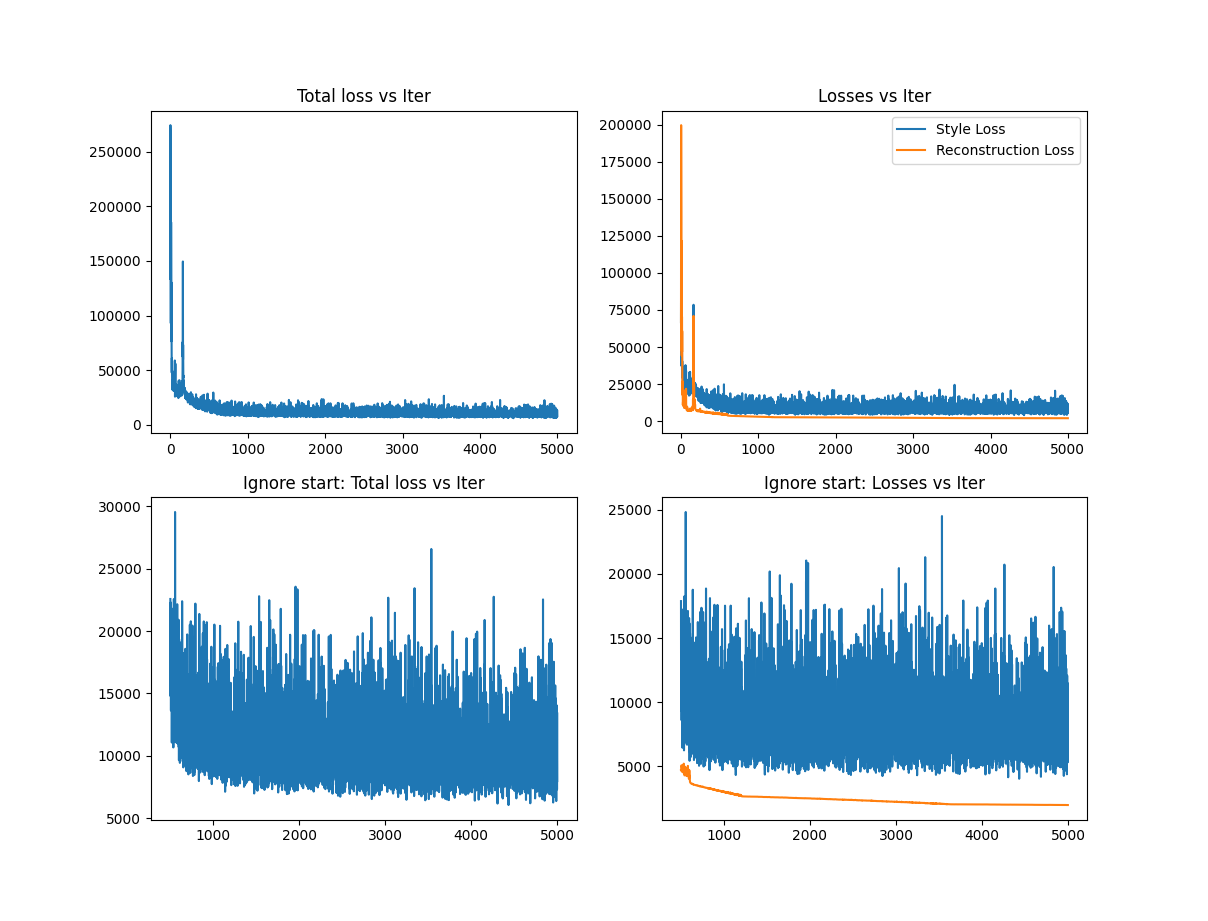 Total loss vs Iter
250000
200000
150000
100000
50000
0
0 1000 2000 3000 4000 5000
Losses vs Iter
Style Loss
Reconstruction Loss
200000
175000
150000
125000
100000
75000
50000
25000
0
0 1000 2000 3000 4000 5000
Ignore start: Total loss vs Iter
30000
25000
20000
15000
10000
5000
1000 2000 3000 4000 5000
Ignore start: Losses vs Iter
25000
20000
15000
10000
5000
1000 2000 3000 4000 5000